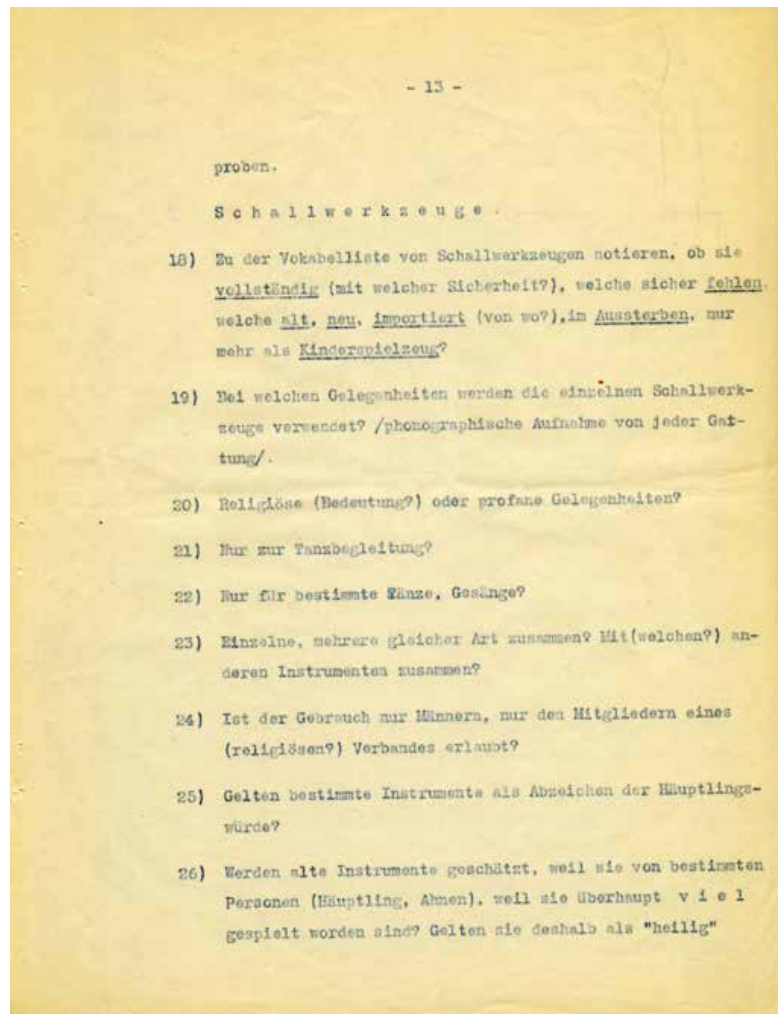 - 13 -
proben.
S c h a l l w e r k z e u g e .
18) Zu der Vokabelliste von Schallwerkzeugen notieren, ob sie
vollständig (mit welcher Sicherheit?), welche sicher fehlen,
welche alt, neu, importiert (von wo?),im Aussterben, nur
mehr als Kinderspielzeug?
19) Bei welchen Gelegenheiten werden die einzelnen Schallwerk-
zeuge verwendet? /phonographische Aufnahme von jeder Gat-
tung/.
20) Religiöse (Bedeutung?) oder profane Gelegenheiten?
21) Nur zur Tanzbegleitung?
22) Nur für bestimmte Tänze, Gesänge?
23) Einzelne, mehrere gleicher Art zusammen? Mit(welchen?) an-
deren Instrumenten zusammen?
24) Ist der Gebrauch nur Männern, nur den Mitgliedern eines
(religiösen?) Verbandes erlaubt?
25) Gelten bestimmte Instrumente als Abzeichen der Häuptlings-
würde?
26) Werden alte Instrumente geschätzt, weil sie von bestimmten
Personen (Häuptling, Ahnen), weil sie überhaupt v i e l
gespielt worden sind? Gelten sie deshalb als "heilig"